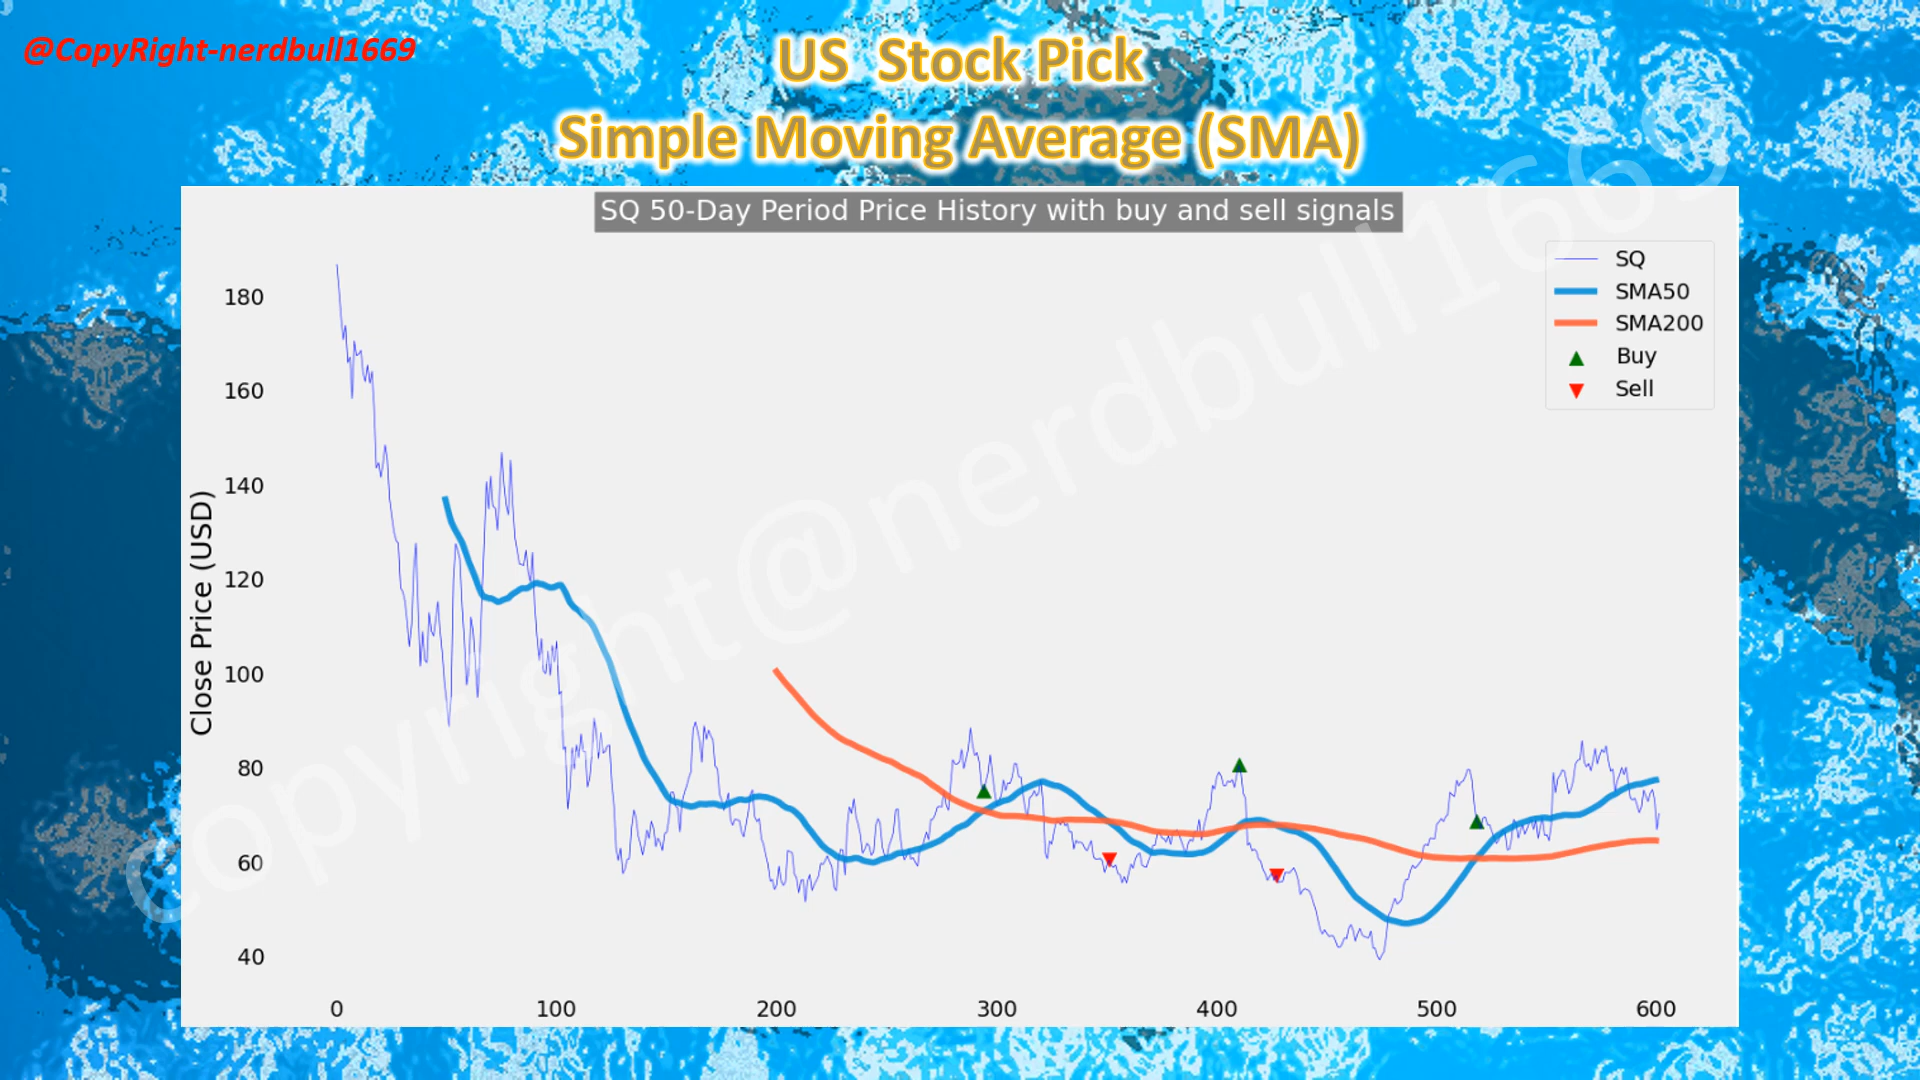 @CopyRight-nerdbull1669
US  Stock Pick
Simple Moving Average (SMA)
SQ 50-Day Period Price History with buy and sell signals
SQ
SMA50
SMA200
Buy
Sell
Close Price (USD)
180
160
140
120
100
80
60
40
0
100
200
300
400
500
600
copyright@nerdbull1669